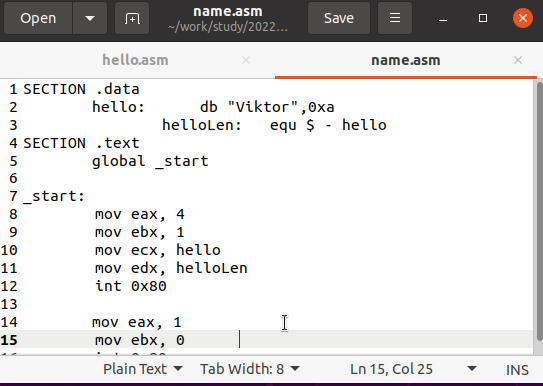 Open name.asm Save
~/work/study/2022...
hello.asm × name.asm ×
1 SECTION .data
2 hello: db "Viktor",0xa
3 helloLen: equ $ - hello
4 SECTION .text
5 global _start
6
7 _start:
8 mov eax, 4
9 mov ebx, 1
10 mov ecx, hello
11 mov edx, helloLen
12 int 0x80
13
14 mov eax, 1
15 mov ebx, 0
Plain Text Tab Width: 8 Ln 15, Col 25 INS